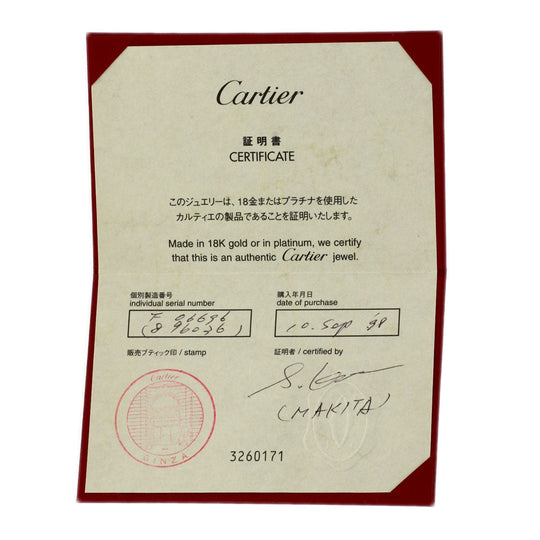 Cartier
証明書
CERTIFICATE
このジュエリーは、18金またはプラチナを使用した
カルティエの製品であることを証明いたします。
Made in 18K gold or in platinum, we certify
that this is an authentic Cartier jewel.
個別製造番号
individual serial number
購入年月日
date of purchase
10. Sep '98
販売ブティック印 / stamp
証明者 / certified by
(MAKITA)
Cartier
GINZA
3260171